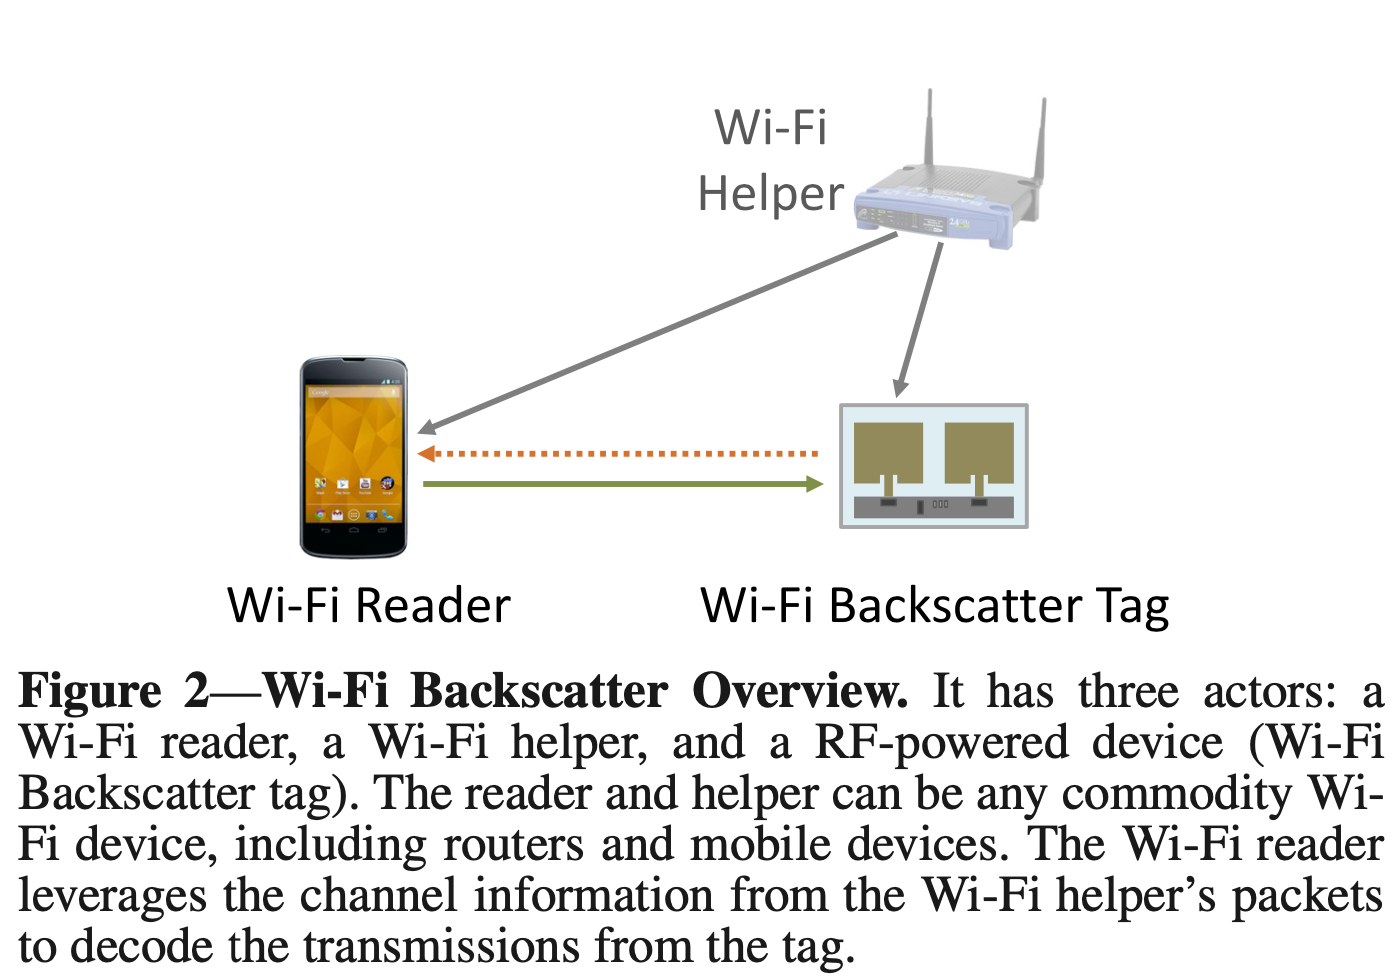 Wi-Fi
Helper
Wi-Fi Reader
Wi-Fi Backscatter Tag
Figure 2—Wi-Fi Backscatter Overview. It has three actors: a
Wi-Fi reader, a Wi-Fi helper, and a RF-powered device (Wi-Fi
Backscatter tag). The reader and helper can be any commodity Wi-
Fi device, including routers and mobile devices. The Wi-Fi reader
leverages the channel information from the Wi-Fi helper's packets
to decode the transmissions from the tag.